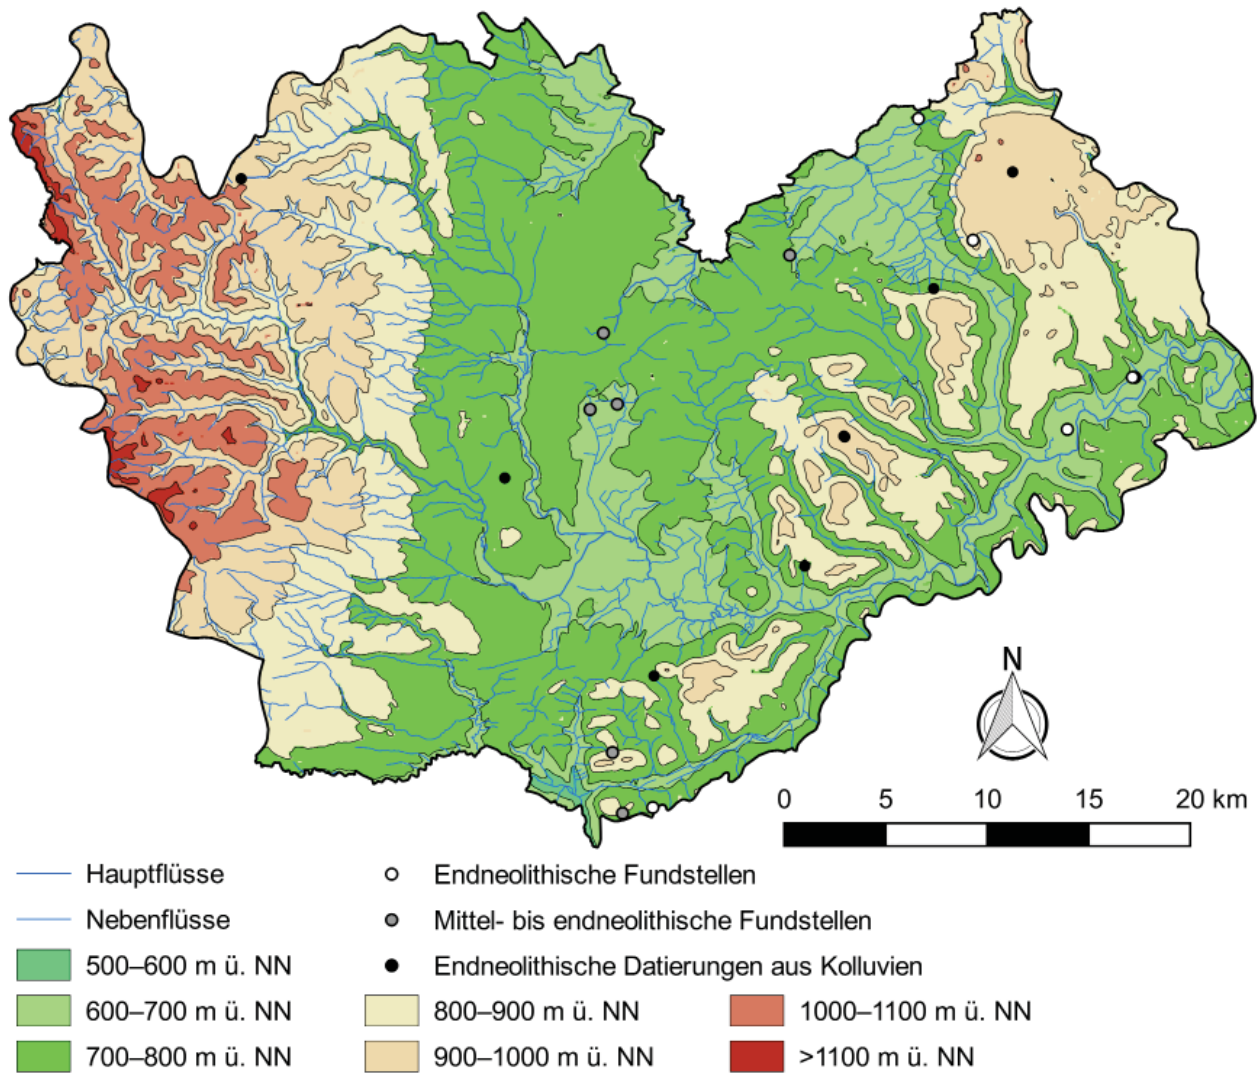 N
0 5 10 15 20 km
Hauptflüsse
Endneolithische Fundstellen
Nebenflüsse
Mittel- bis endneolithische Fundstellen
500–600 m ü. NN
Endneolithische Datierungen aus Kolluvien
600–700 m ü. NN
800–900 m ü. NN
1000–1100 m ü. NN
700–800 m ü. NN
900–1000 m ü. NN
>1100 m ü. NN